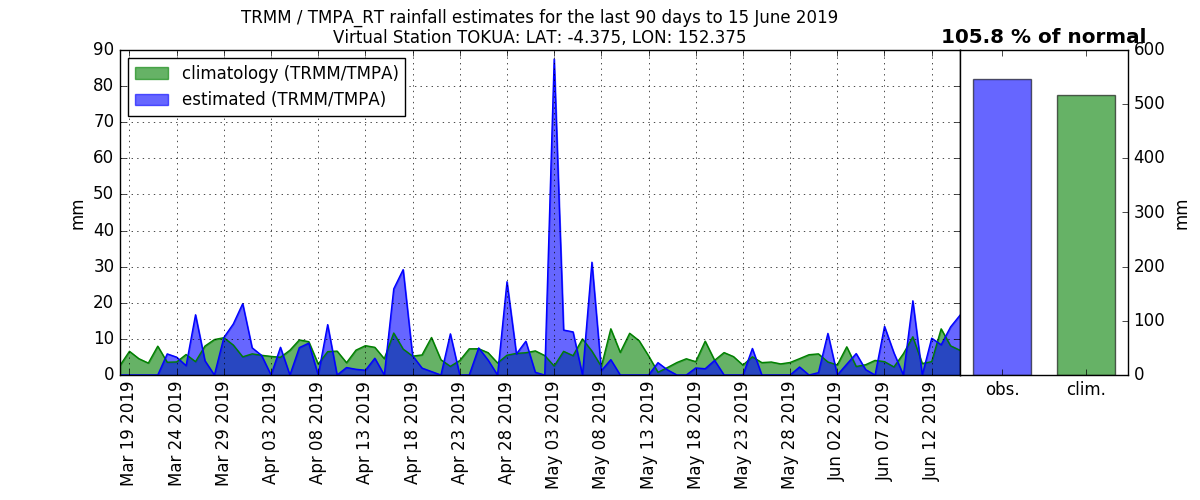 TRMM / TMPA_RT rainfall estimates for the last 90 days to 15 June 2019
Virtual Station TOKUA: LAT: -4.375, LON: 152.375
105.8 % of normal
climatology (TRMM/TMPA)
estimated (TRMM/TMPA)
90
80
70
60
50
40
30
20
10
0
mm
Mar 19 2019
Mar 24 2019
Mar 29 2019
Apr 03 2019
Apr 08 2019
Apr 13 2019
Apr 18 2019
Apr 23 2019
Apr 28 2019
May 03 2019
May 08 2019
May 13 2019
May 18 2019
May 23 2019
May 28 2019
Jun 02 2019
Jun 07 2019
Jun 12 2019
obs.
clim.
600
500
400
300
200
100
0
mm